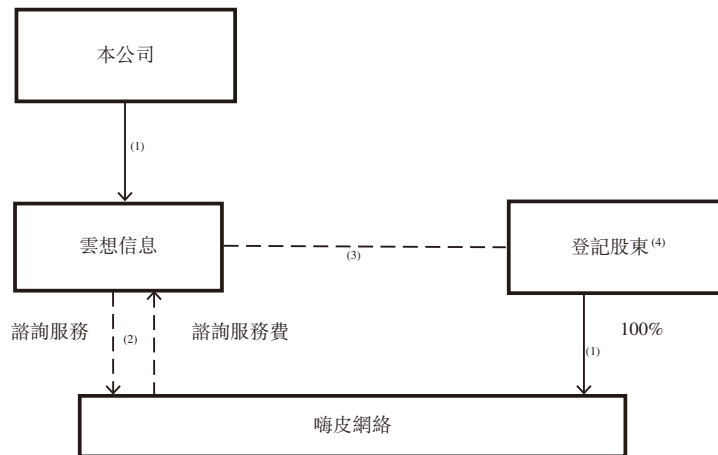 本公司
(1)
雲想信息
登記股東(4)
(3)
諮詢服務
(2)
諮詢服務費
(1)
100%
嗨皮網絡